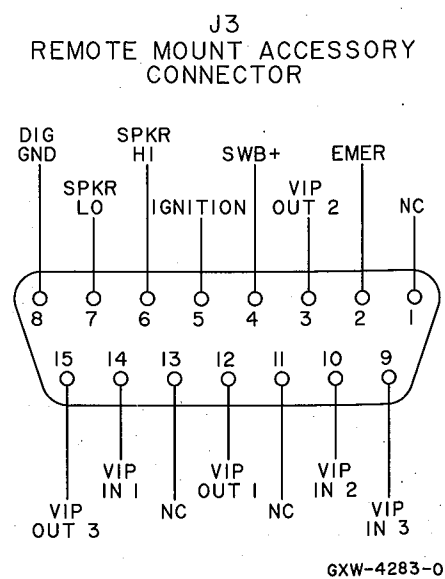 J3
REMOTE MOUNT ACCESSORY
CONNECTOR
DIG
GND
SPKR
HI
SWB+
EMER
SPKR
LO
IGNITION
VIP
OUT 2
NC
8 7 6 5 4 3 2 1
15 14 13 12 11 10 9
VIP
IN 1
VIP
OUT 1
VIP
IN 2
VIP
OUT 3
NC
NC
VIP
IN 3
GXW-4283-0